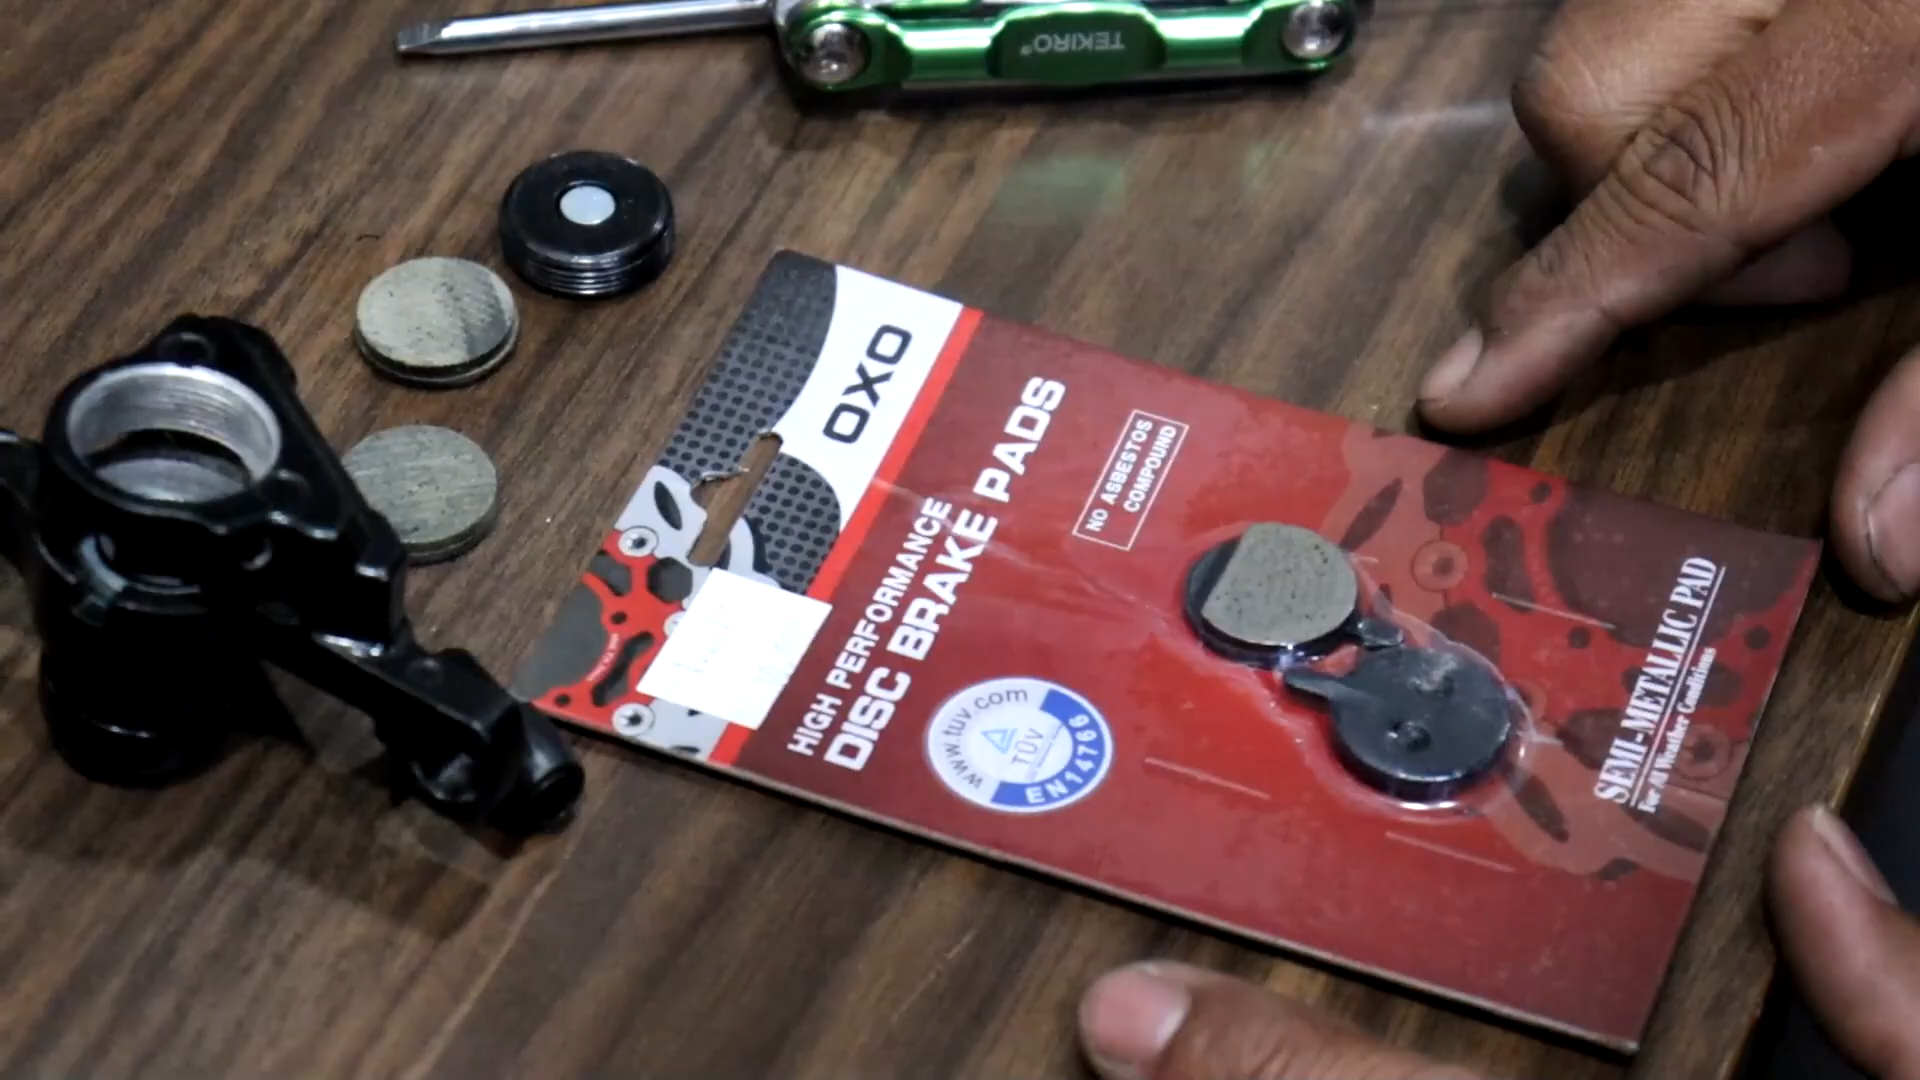 TEKIRO®
OXO
HIGH PERFORMANCE
DISC BRAKE PADS
NO ASBESTOS
COMPOUND
www.tuv.com
TÜV
EN14766
SEMI-METALLIC PAD
For All Weather Conditions